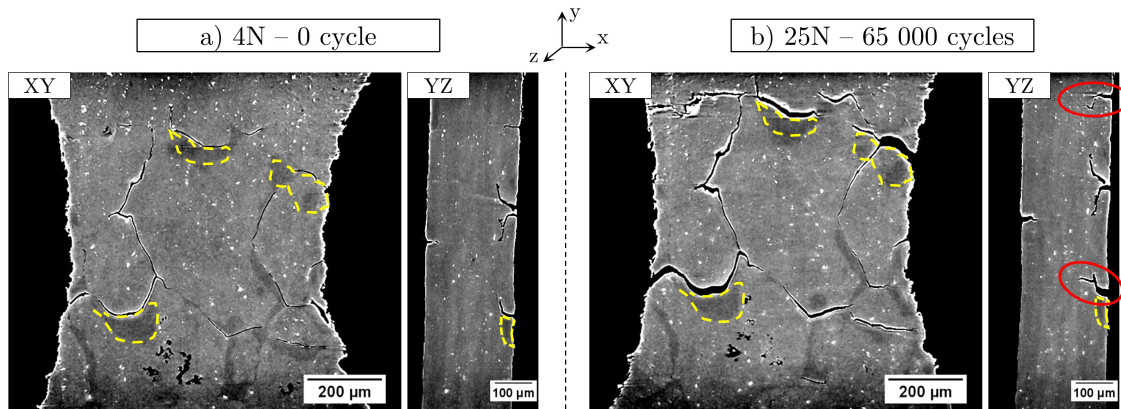 a) 4N – 0 cycle
y
x
z
b) 25N – 65 000 cycles
XY
YZ
XY
YZ
200 µm
100 µm
200 µm
100 µm